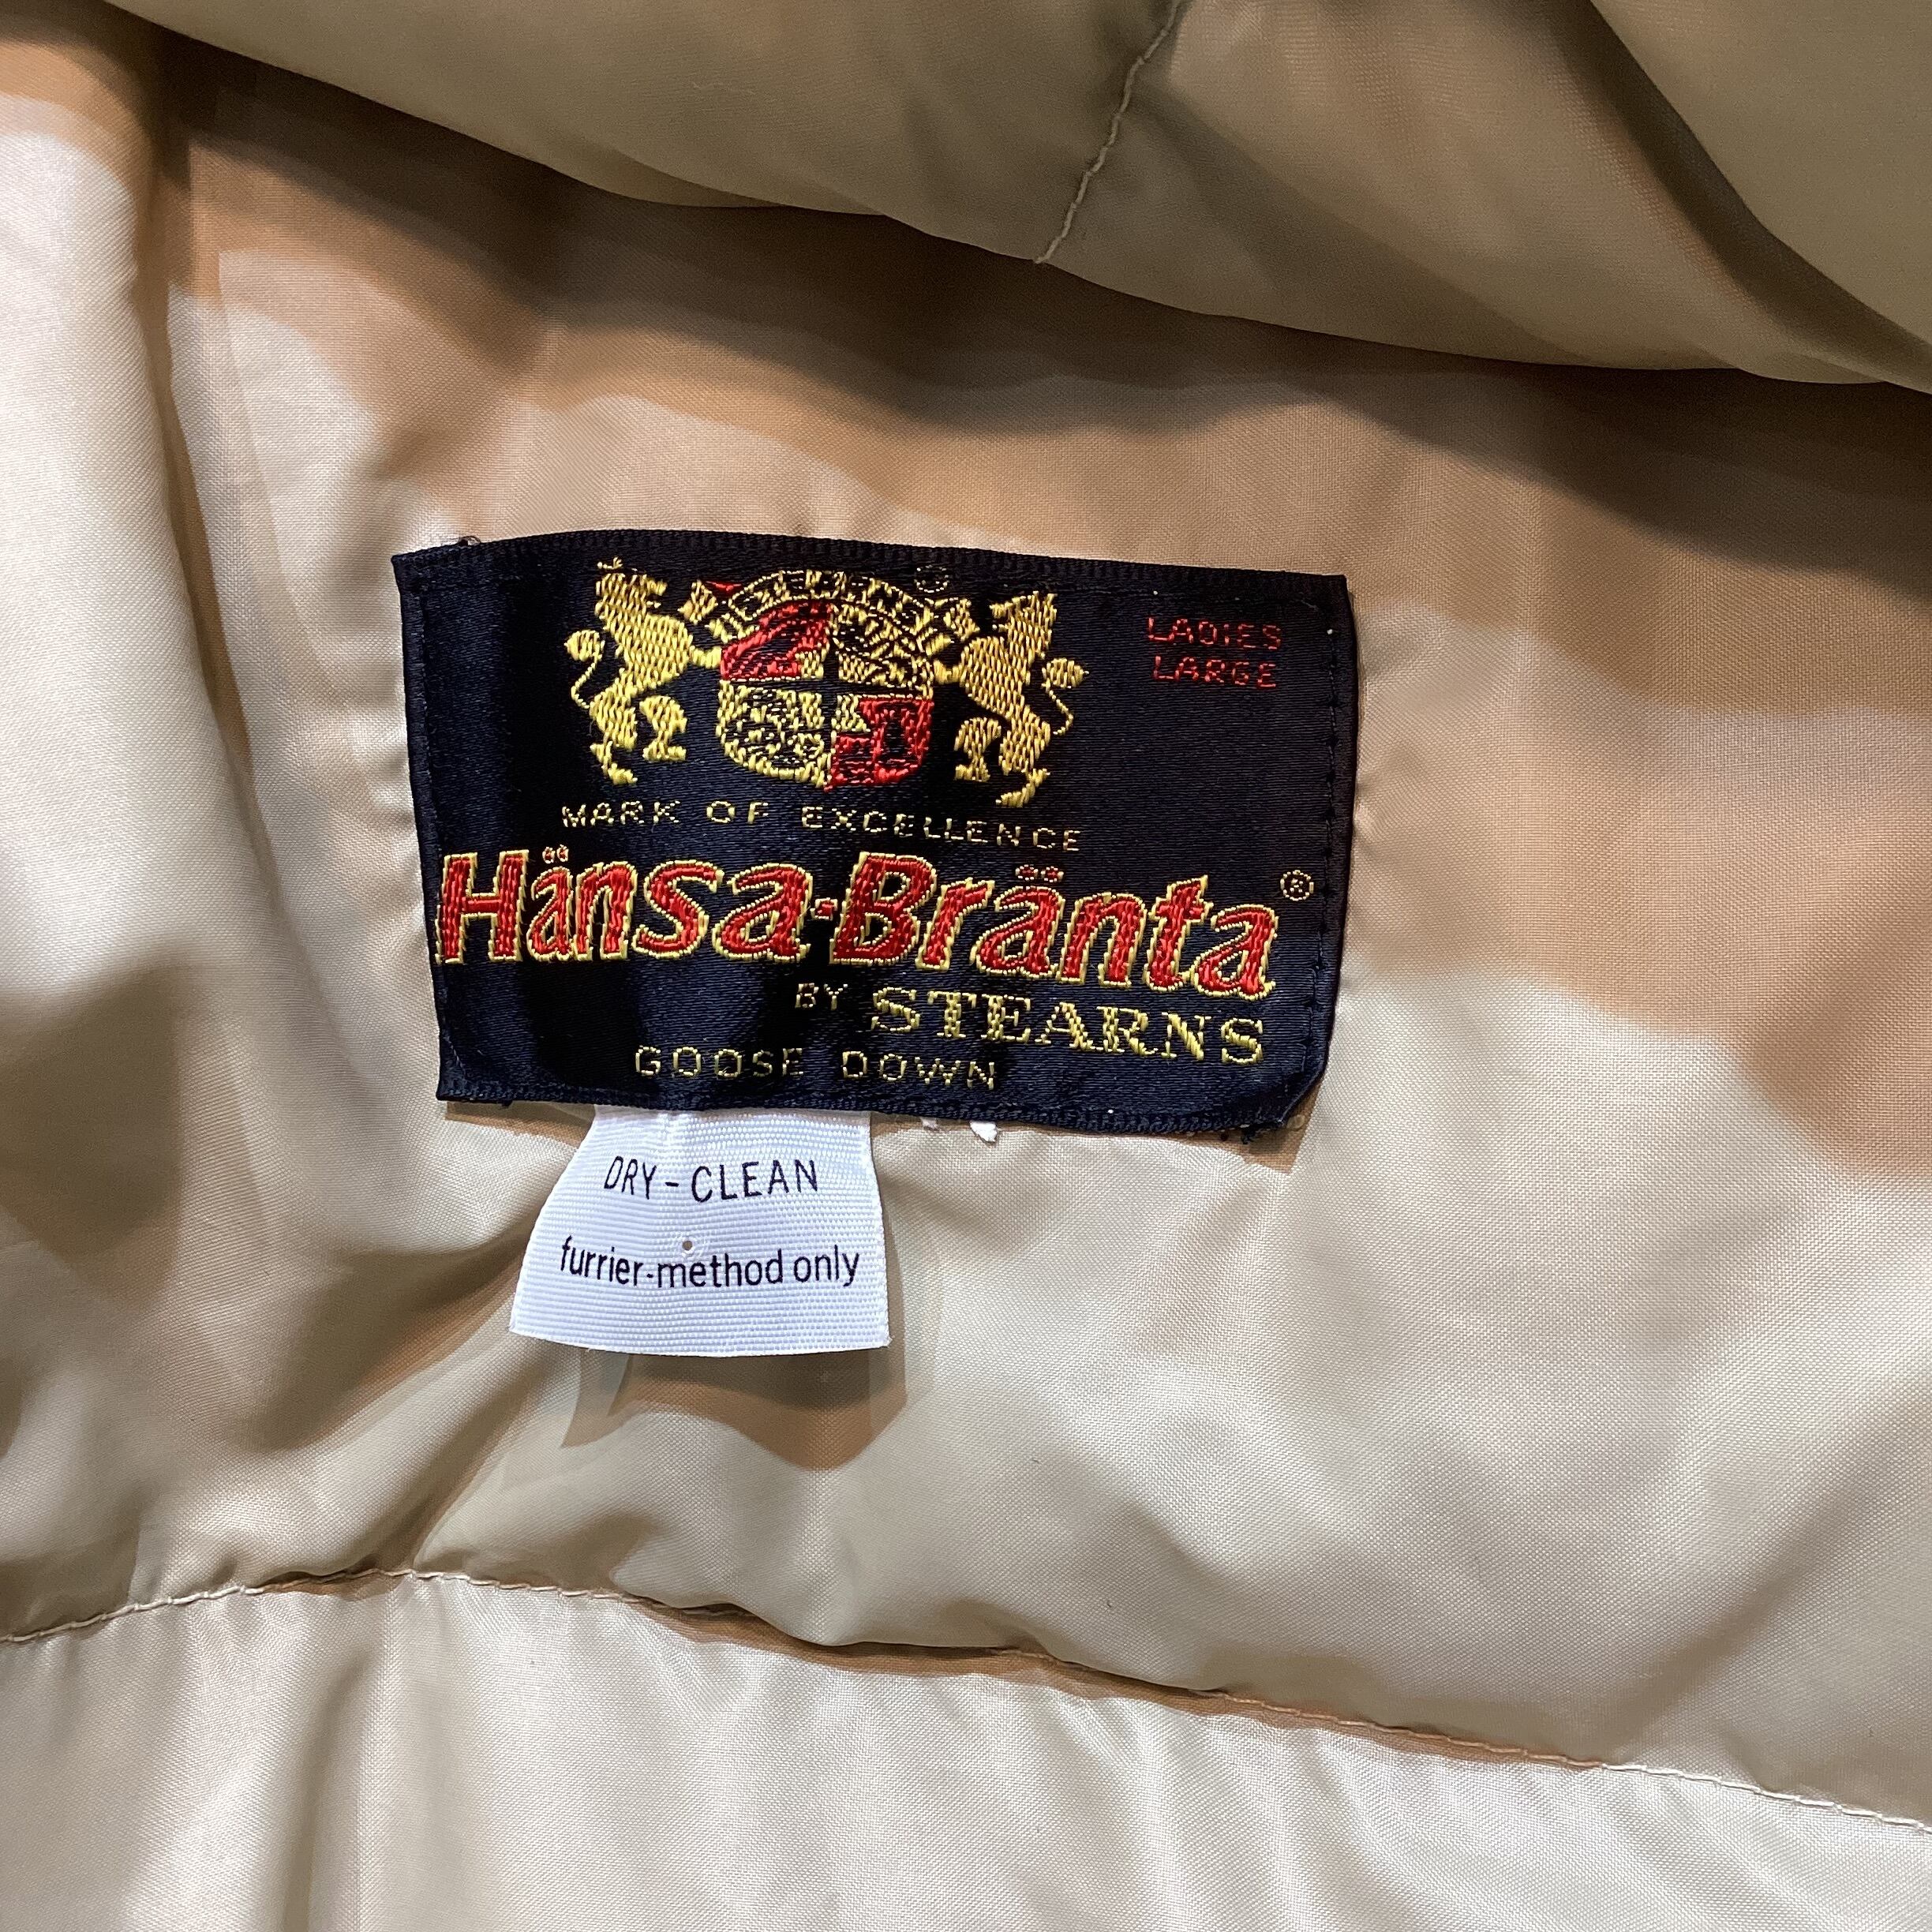 LADIES
LARGE
MARK OF EXCELLENCE
Hänsa-Bränta®
BY STEARNS
GOOSE DOWN
DRY-CLEAN
furrier-method only